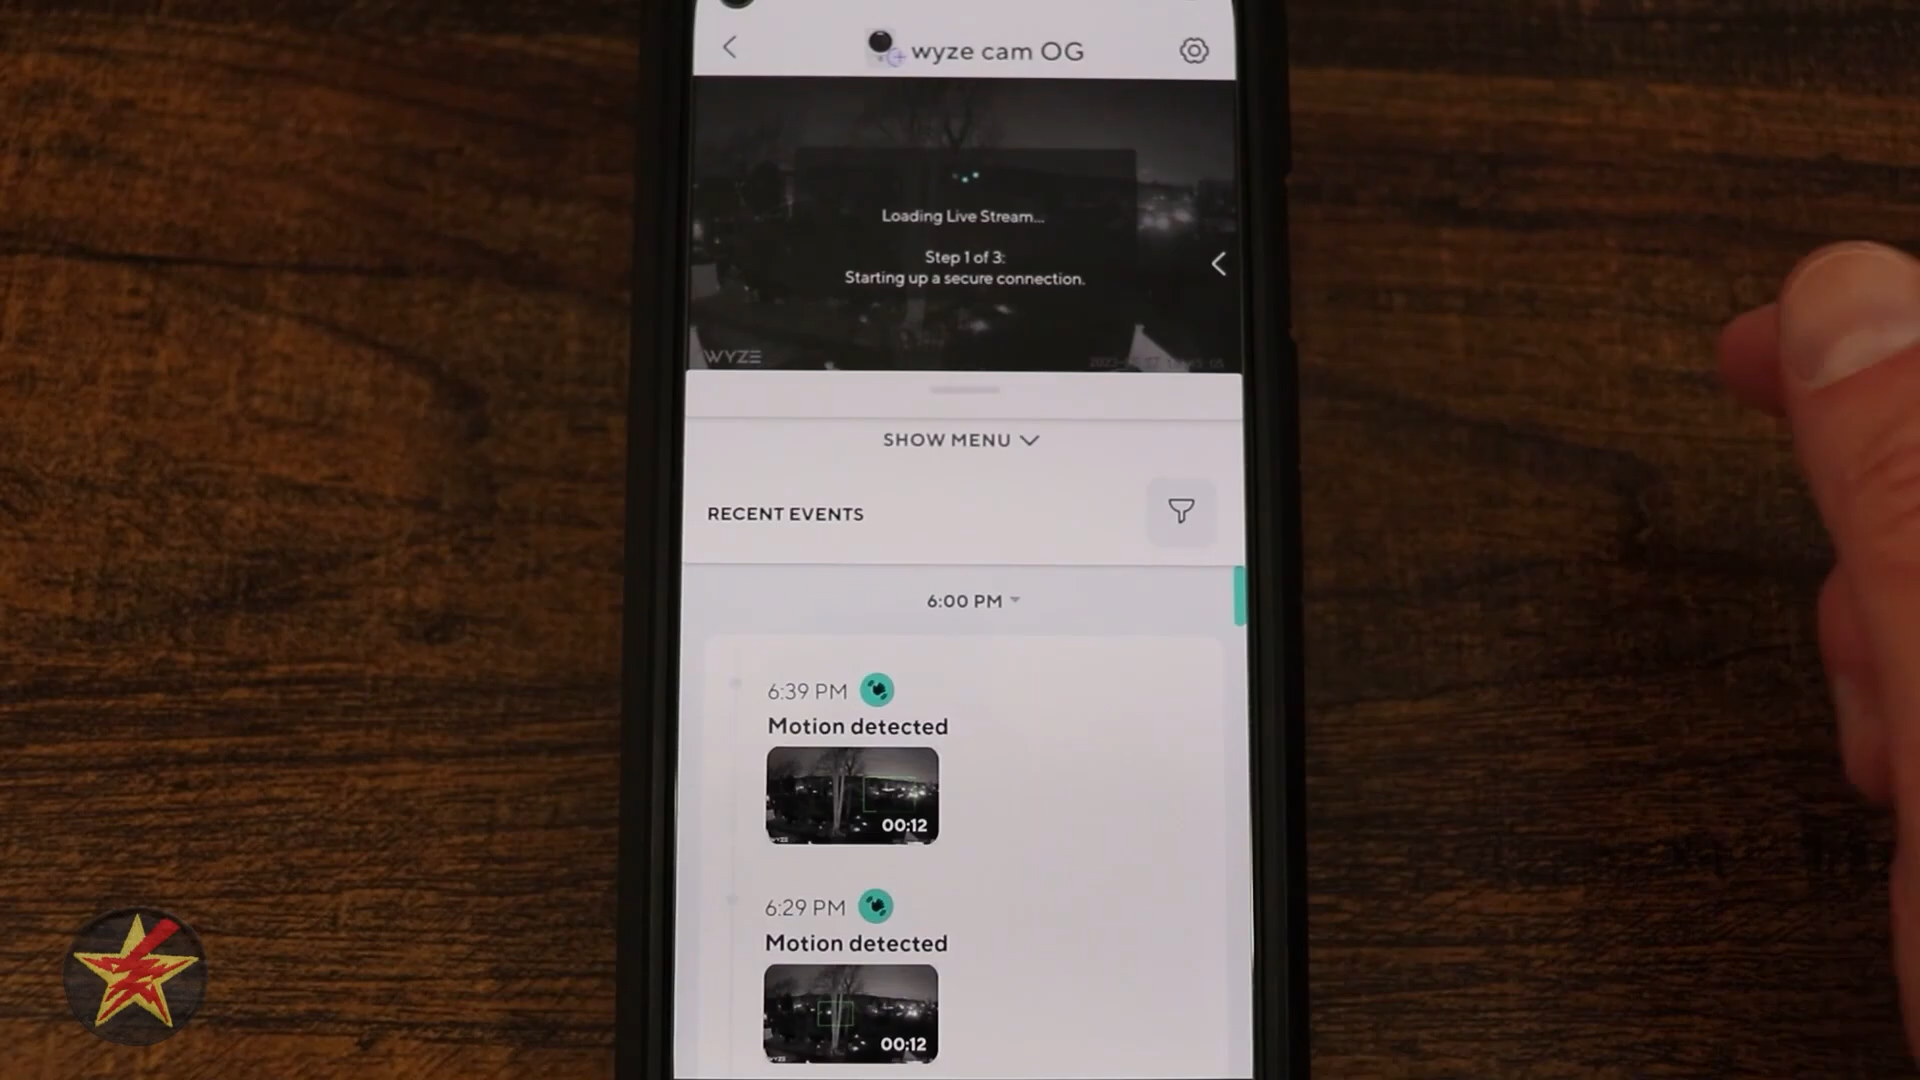 wyze cam OG
Loading Live Stream...
Step 1 of 3:
Starting up a secure connection.
WYZE
SHOW MENU
RECENT EVENTS
6:00 PM
6:39 PM
Motion detected
00:12
6:29 PM
Motion detected
00:12